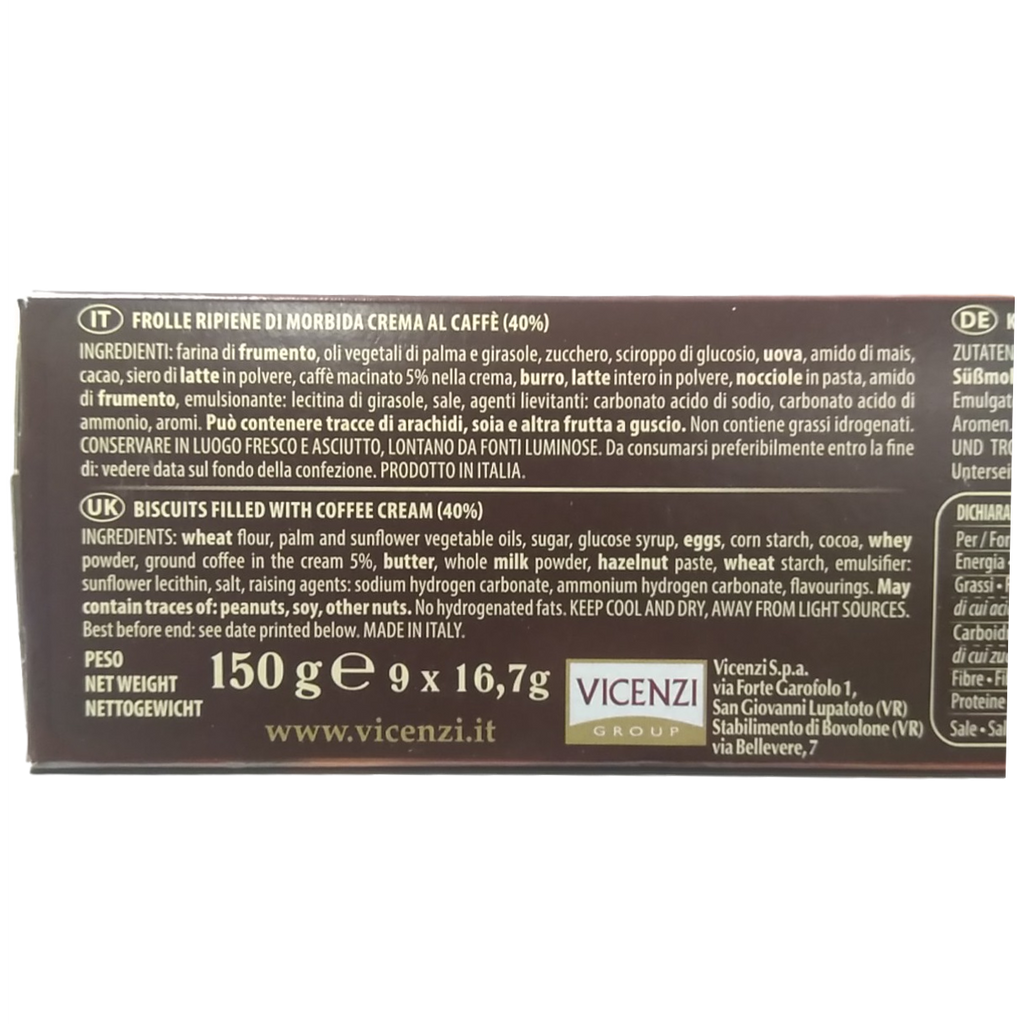 IT FROLLE RIPIENE DI MORBIDA CREMA AL CAFFÈ (40%)
INGREDIENTI: farina di frumento, oli vegetali di palma e girasole, zucchero, sciroppo di glucosio, uova, amido di mais,
cacao, siero di latte in polvere, caffè macinato 5% nella crema, burro, latte intero in polvere, nocciole in pasta, amido
di frumento, emulsionante: lecitina di girasole, sale, agenti lievitanti: carbonato acido di sodio, carbonato acido di
ammonio, aromi. Può contenere tracce di arachidi, soia e altra frutta a guscio. Non contiene grassi idrogenati.
CONSERVARE IN LUOGO FRESCO E ASCIUTTO, LONTANO DA FONTI LUMINOSE. Da consumarsi preferibilmente entro la fine
di: vedere data sul fondo della confezione. PRODOTTO IN ITALIA.
UK BISCUITS FILLED WITH COFFEE CREAM (40%)
INGREDIENTS: wheat flour, palm and sunflower vegetable oils, sugar, glucose syrup, eggs, corn starch, cocoa, whey
powder, ground coffee in the cream 5%, butter, whole milk powder, hazelnut paste, wheat starch, emulsifier:
sunflower lecithin, salt, raising agents: sodium hydrogen carbonate, ammonium hydrogen carbonate, flavourings. May
contain traces of: peanuts, soy, other nuts. No hydrogenated fats. KEEP COOL AND DRY, AWAY FROM LIGHT SOURCES.
Best before end: see date printed below. MADE IN ITALY.
PESO
NET WEIGHT
NETTOGEWICHT
150 g e 9 x 16,7g
www.vicenzi.it
VICENZI
GROUP
Vicenzi S.p.a.
via Forte Garofolo 1,
San Giovanni Lupatoto (VR)
Stabilimento di Bovolone (VR)
via Bellevere, 7
DE
ZUTATEN
Aromen.
Per / For
Energia
Grassi •
di cui
Fibre •
Proteine
Sale •